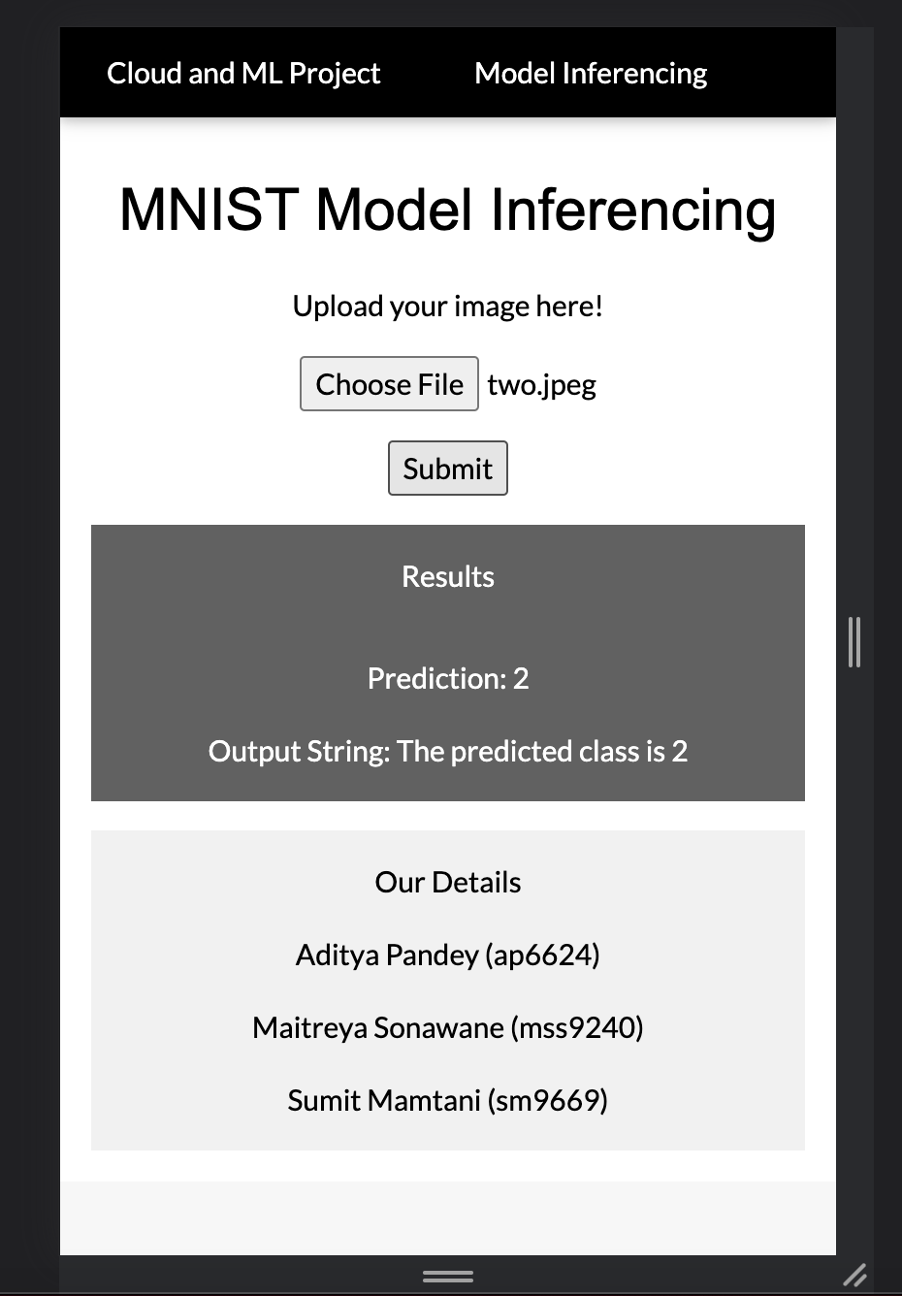 Cloud and ML Project Model Inferencing
MNIST Model Inferencing
Upload your image here!
Choose File two.jpeg
Submit
Results
Prediction: 2
Output String: The predicted class is 2
Our Details
Aditya Pandey (ap6624)
Maitreya Sonawane (mss9240)
Sumit Mamtani (sm9669)